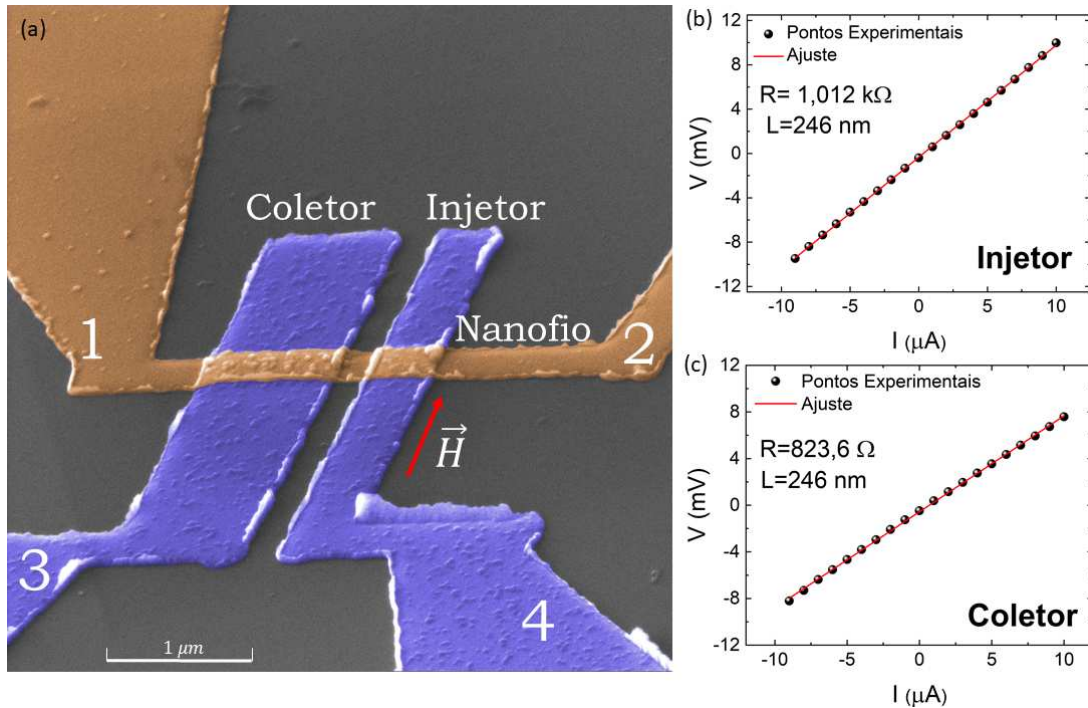 (a)
Coletor Injetor
Nanofio
1
2
H
3
4
1 μm
(b)
12
8
4
0
-4
-8
-12
V (mV)
Pontos Experimentais
Ajuste
R= 1,012 kΩ
L=246 nm
Injetor
-10 -5 0 5 10
I (μA)
(c)
12
8
4
0
-4
-8
-12
V (mV)
Pontos Experimentais
Ajuste
R=823,6 Ω
L=246 nm
Coletor
-10 -5 0 5 10
I (μA)